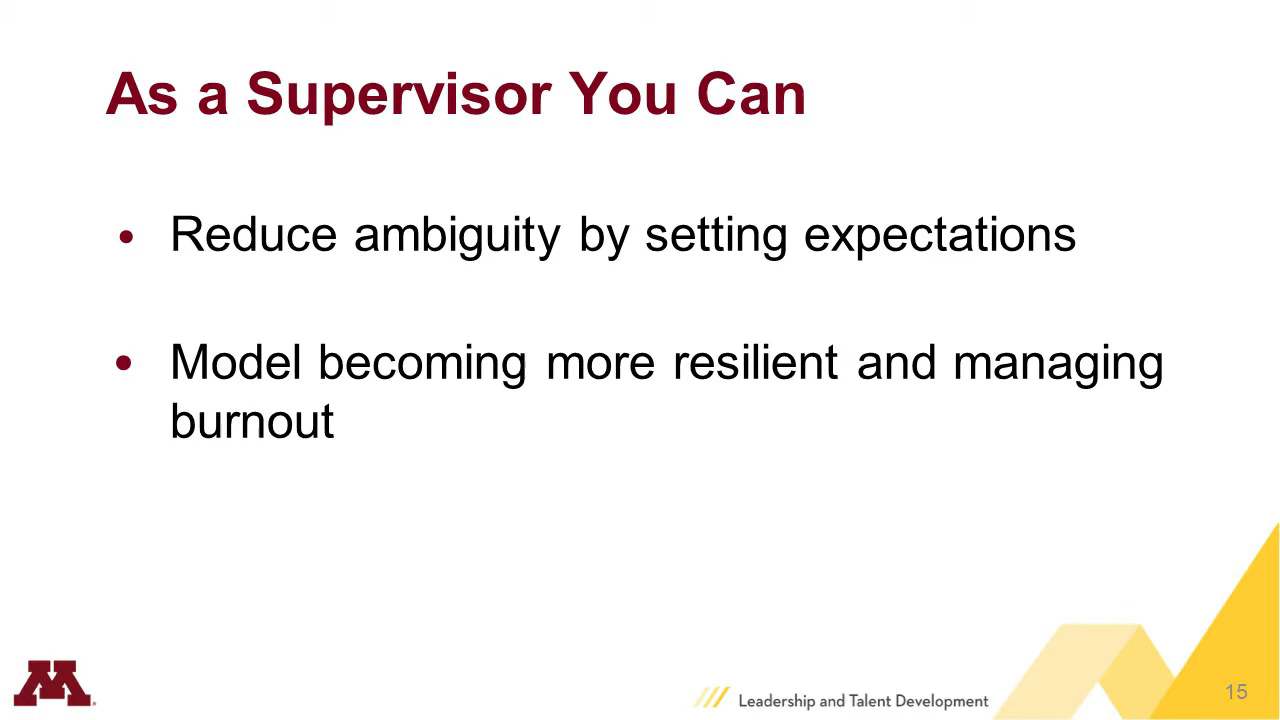 As a Supervisor You Can
• Reduce ambiguity by setting expectations
• Model becoming more resilient and managing
burnout
M
Leadership and Talent Development
15